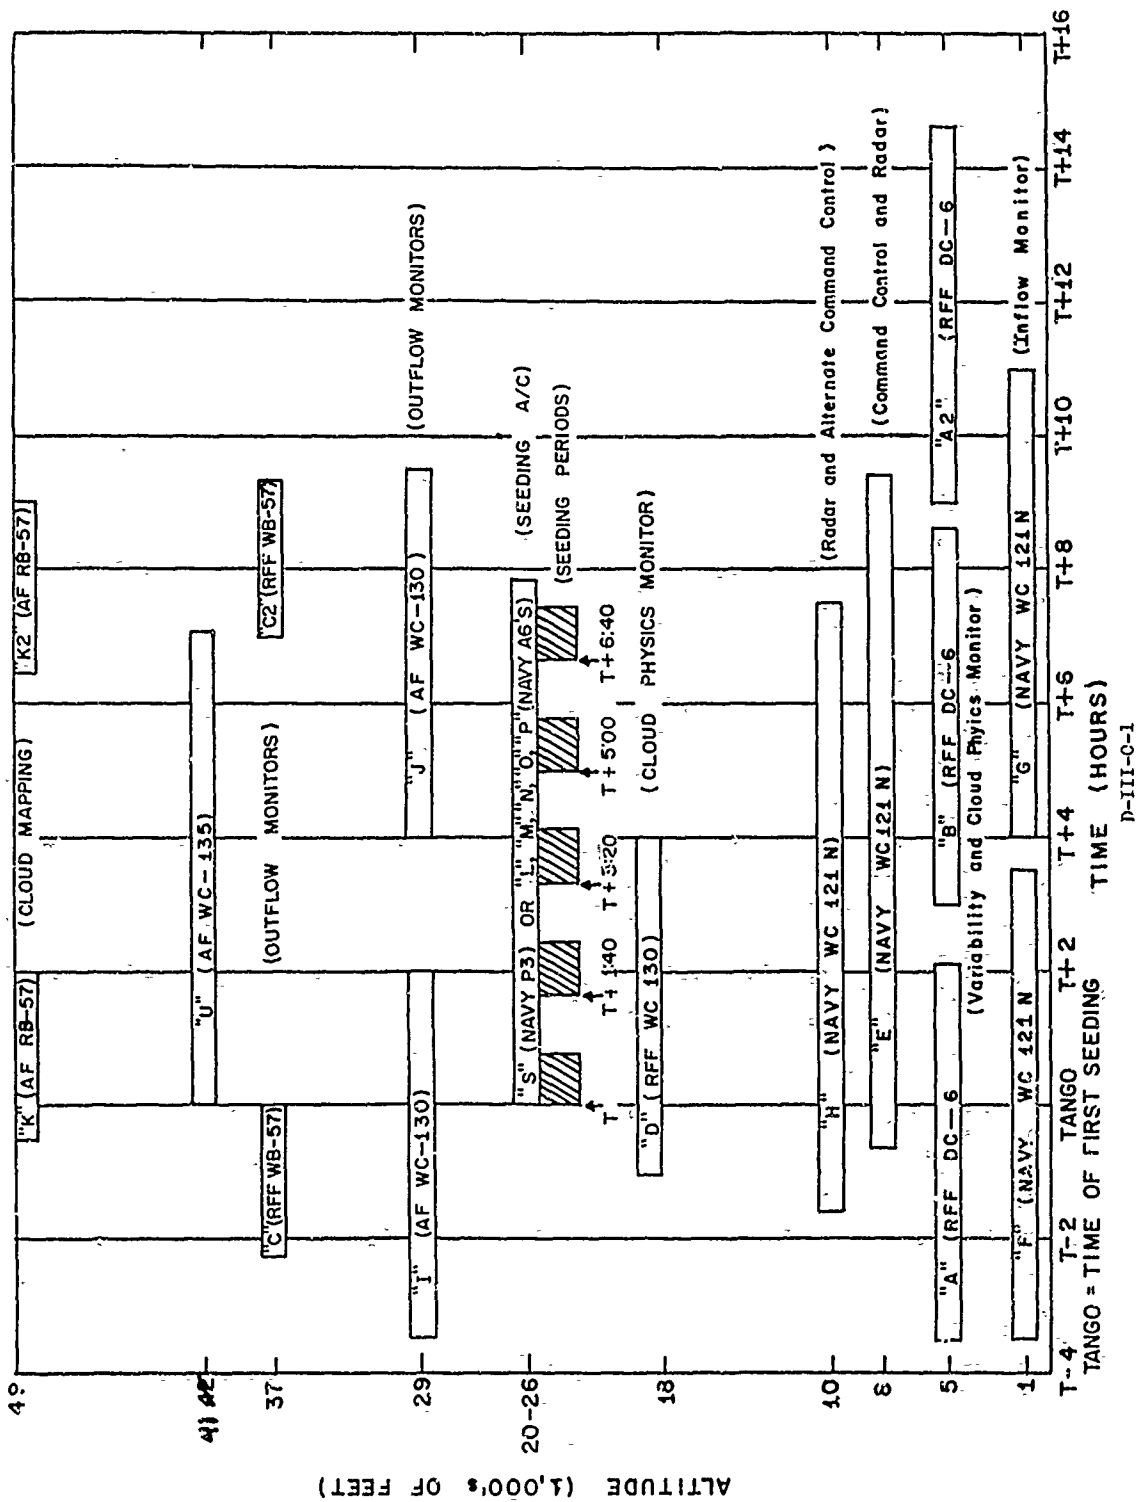 ALTITUDE (1,000's OF FEET)
49
"K" (AF RB-57)
(CLOUD MAPPING)
"K2" (AF RB-57)
42
"U" (AF WC-135)
37
"C" (RFF WB-57)
(OUTFLOW MONITORS)
"C2" (RFF WB-57)
29
"I" (AF WC-130)
"J" (AF WC-130)
(OUTFLOW MONITORS)
20-26
"S" (NAVY P3) OR "L", "M", "N", "O", "P" (NAVY A6'S)
(SEEDING A/C)
(SEEDING PERIODS)
T
T+1:40
T+3:20
T+5:00
T+6:40
18
"D" (RFF WC 130)
(CLOUD PHYSICS MONITOR)
10
"H" (NAVY WC 121 N)
(Radar and Alternate Command Control)
8
"E" (NAVY WC 121 N)
(Command Control and Radar)
5
"A" (RFF DC-6
"B" (RFF DC-6
"A2" (RFF DC-6
(Variability and Cloud Phyics Monitor)
1
"F" (NAVY WC 121 N
"G" (NAVY WC 121 N
(Inflow Monitor)
T-4
T-2
TANGO
T+2
T+4
T+6
T+8
T+10
T+12
T+14
T+16
TANGO = TIME OF FIRST SEEDING
TIME (HOURS)
D-III-C-1